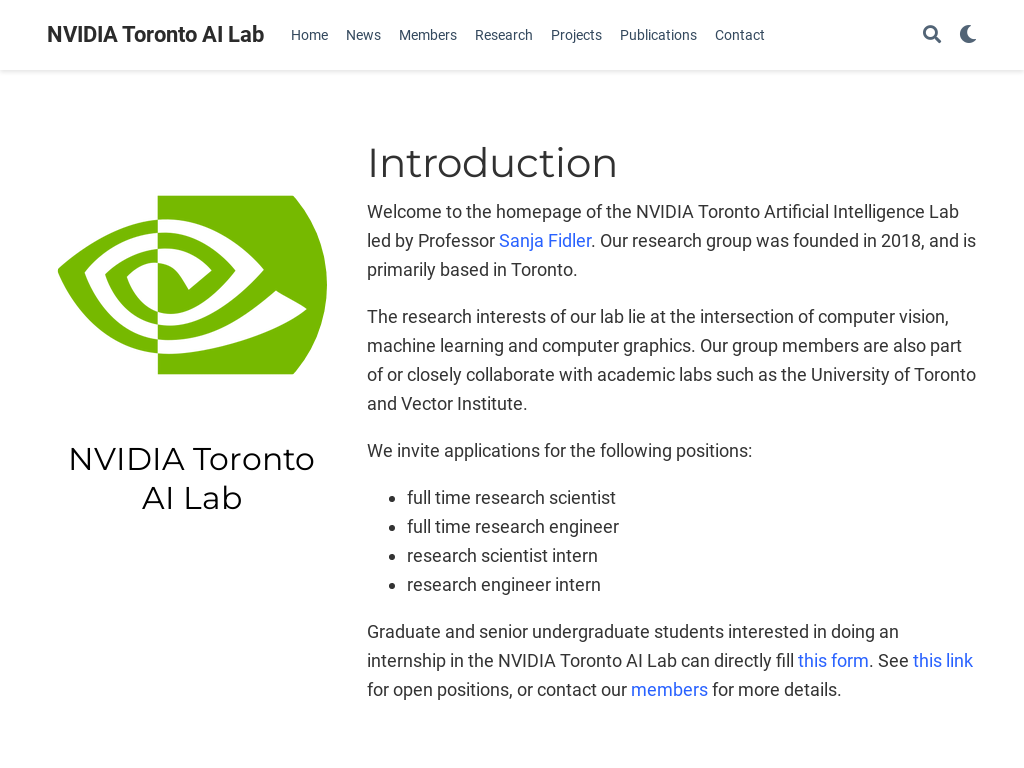 NVIDIA Toronto AI Lab
Home News Members Research Projects Publications Contact
NVIDIA Toronto
AI Lab
Introduction
Welcome to the homepage of the NVIDIA Toronto Artificial Intelligence Lab
led by Professor Sanja Fidler. Our research group was founded in 2018, and is
primarily based in Toronto.
The research interests of our lab lie at the intersection of computer vision,
machine learning and computer graphics. Our group members are also part
of or closely collaborate with academic labs such as the University of Toronto
and Vector Institute.
We invite applications for the following positions:
• full time research scientist
• full time research engineer
• research scientist intern
• research engineer intern
Graduate and senior undergraduate students interested in doing an
internship in the NVIDIA Toronto AI Lab can directly fill this form. See this link
for open positions, or contact our members for more details.